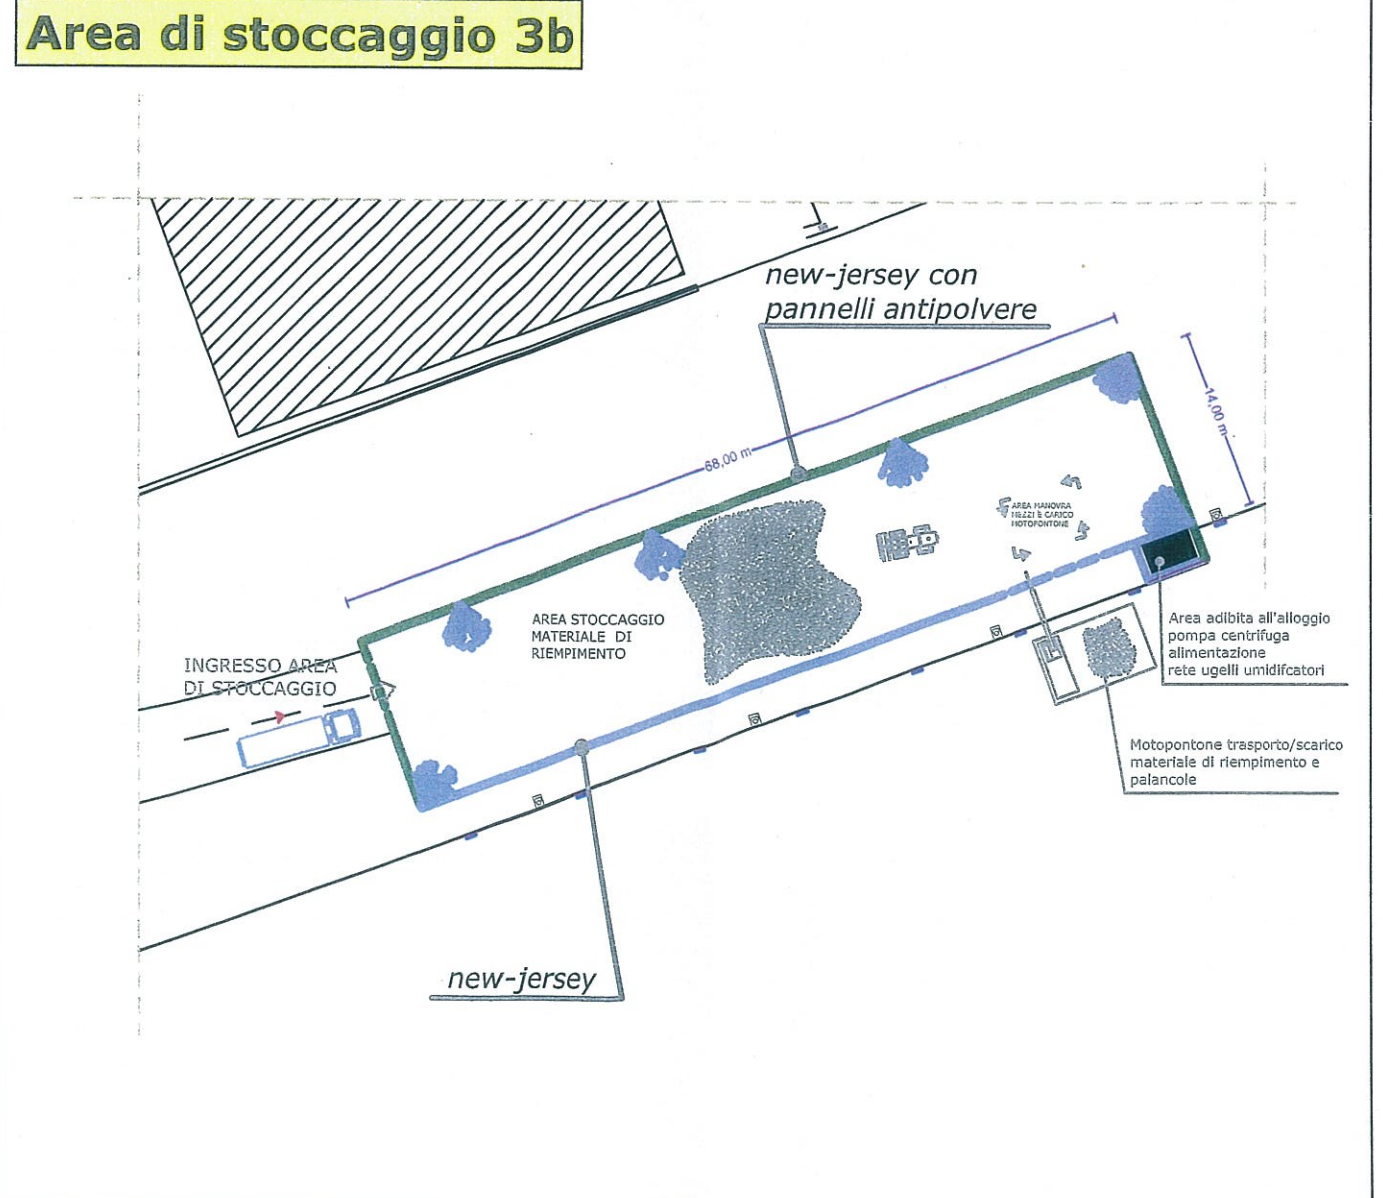 Area di stoccaggio 3b
new-jersey con
pannelli antipolvere
68,00 m
14,00 m
AREA MANOVRA
MEZZI E CARICO
MOTOPONTONE
AREA STOCCAGGIO
MATERIALE DI
RIEMPIMENTO
INGRESSO AREA
DI STOCCAGGIO
Area adibita all'alloggio
pompa centrifuga
alimentazione
rete ugelli umidifcatori
Motopontone trasporto/scarico
materiale di riempimento e
palancole
new-jersey